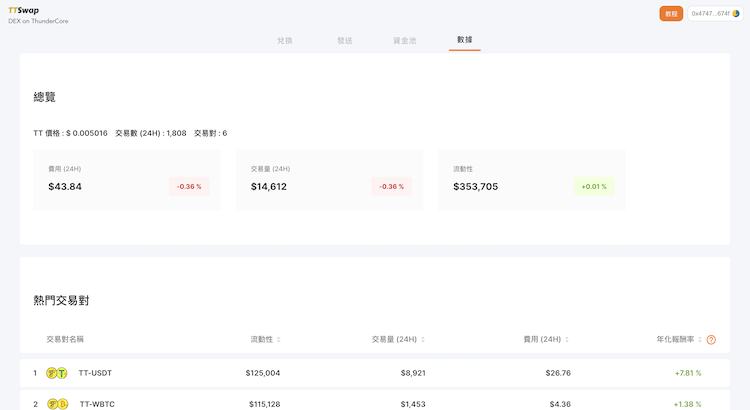 TTSwap
DEX on ThunderCore
教程
0x4747...674f
兌換
發送
資金池
數據
總覽
TT 價格 : $ 0.005016 交易數 (24H) : 1,808 交易對 : 6
費用 (24H)
$43.84
-0.36 %
交易量 (24H)
$14,612
-0.36 %
流動性
$353,705
+0.01 %
熱門交易對
交易對名稱 流動性 交易量 (24H) 費用 (24H) 年化報酬率 ?
1 TT-USDT $125,004 $8,921 $26.76 +7.81 %
2 TT-WBTC $115,128 $1,453 $4.36 +1.38 %